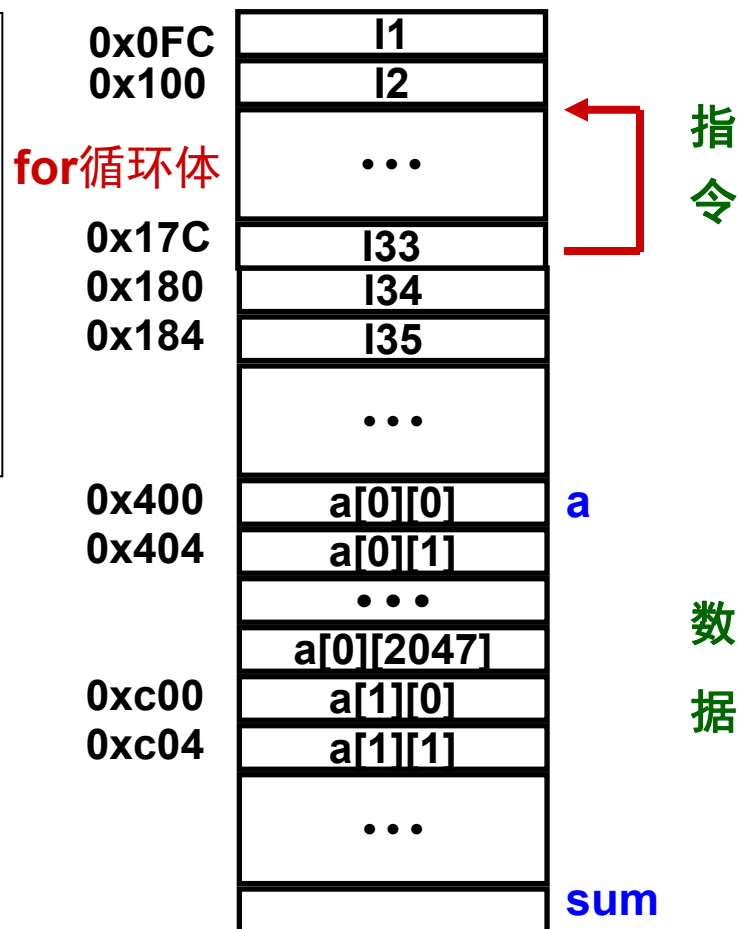 0x0FC I1
0x100 I2
指
for循环体 •••
令
0x17C I33
0x180 I34
0x184 I35
•••
0x400 a[0][0] a
0x404 a[0][1]
•••
数
a[0][2047]
0xc00 a[1][0]
据
0xc04 a[1][1]
•••
sum